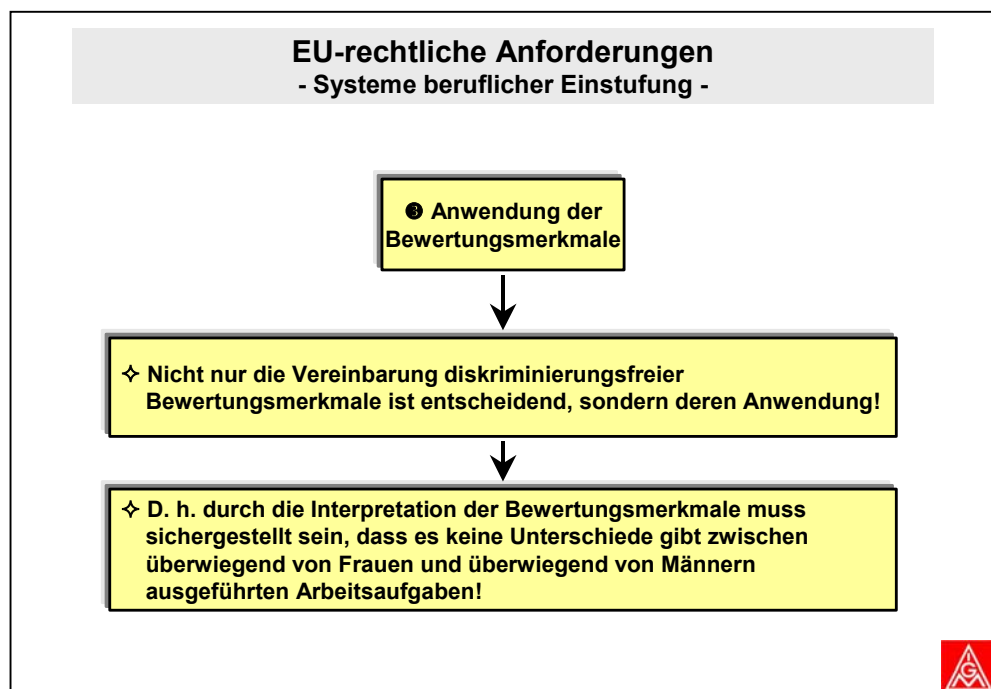 EU-rechtliche Anforderungen
- Systeme beruflicher Einstufung -
❸ Anwendung der
Bewertungsmerkmale
✧ Nicht nur die Vereinbarung diskriminierungsfreier
Bewertungsmerkmale ist entscheidend, sondern deren Anwendung!
✧ D. h. durch die Interpretation der Bewertungsmerkmale muss
sichergestellt sein, dass es keine Unterschiede gibt zwischen
überwiegend von Frauen und überwiegend von Männern
ausgeführten Arbeitsaufgaben!
IGM